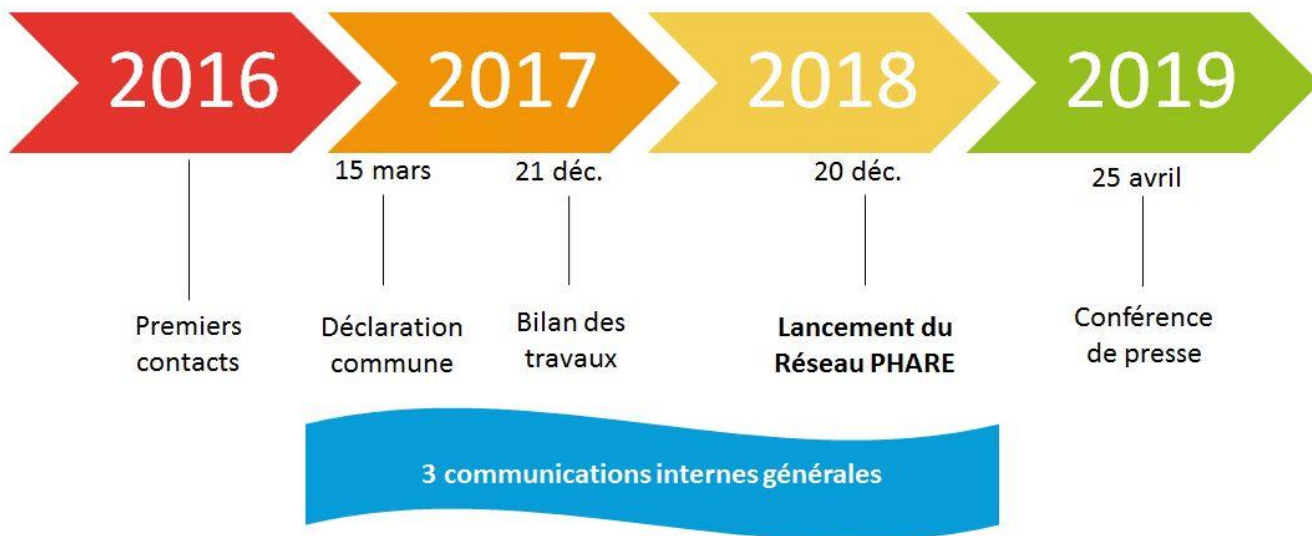 2016 2017 2018 2019
15 mars 21 déc. 20 déc. 25 avril
Premiers
contacts
Déclaration
commune
Bilan des
travaux
Lancement du
Réseau PHARE
Conférence
de presse
3 communications internes générales